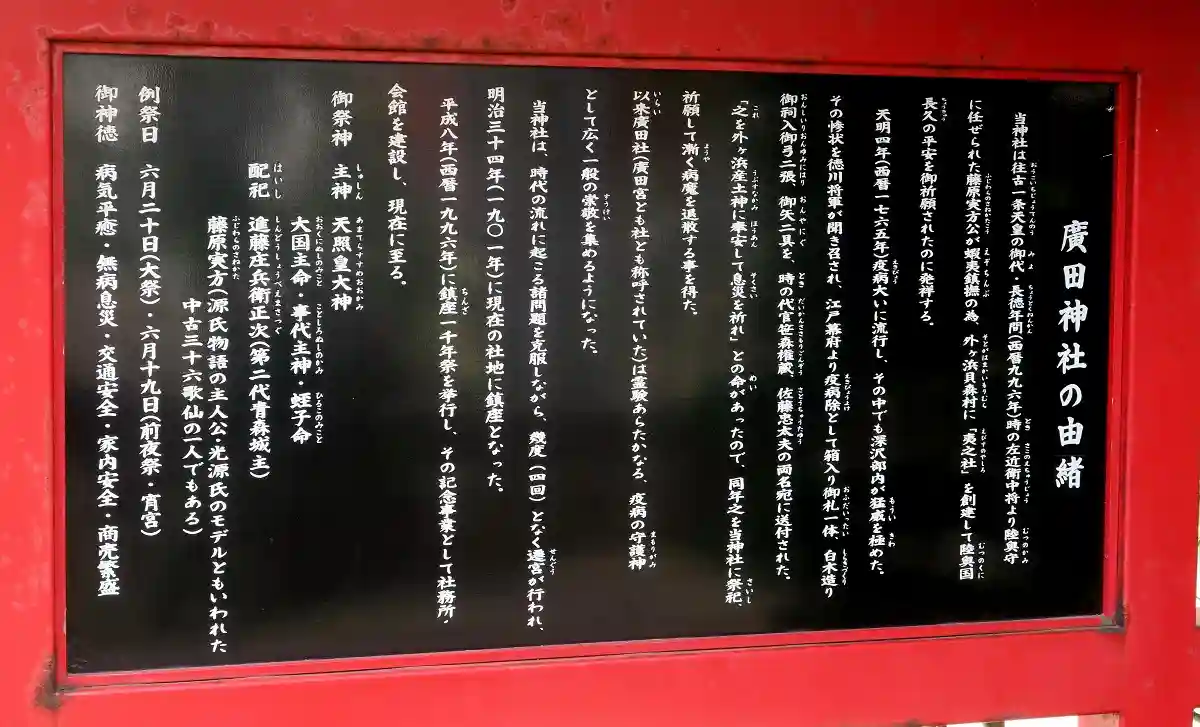 廣田神社の由緒
当神社は往古一条天皇の御代・長徳年間(西暦九九六年)時の左近衛中将より陸奥守
に任ぜられた藤原実方公が蝦夷鎮撫の為、外ヶ浜貝森村に「夷之社」を創建して陸奥国
長久の平安を御祈願されたのに発祥する。
天明四年(西暦一七六五年)疫病大いに流行し、その中でも深沢郎内が猛威を極めた。
その惨状を徳川将軍が聞き召され、江戸幕府より疫病除として箱入り御札一体、白木造り
御祠入御弓二張、御矢二具を、時の代官笹森権蔵、佐藤忠太夫の両名宛に送付された。
「之を外ヶ浜産土神に奉安して息災を祈れ」との命があったので、同年之を当神社に祭祀、
祈願して漸く病魔を退散する事を得た。
以来廣田社(廣田宮とも社とも称呼されていた)は霊験あらたかなる、疫病の守護神
として広く一般の崇敬を集めるようになった。
当神社は、時代の流れに起こる諸問題を克服しながら、幾度(四回)となく遷宮が行われ、
明治三十四年(一九〇一年)に現在の社地に鎮座となった。
平成八年(西暦一九九六年)に鎮座一千年祭を挙行し、その記念事業として社務所・
会館を建設し、現在に至る。
御祭神 主神 天照皇大神
大国主命・事代主神・蛭子命
配祀 進藤庄兵衛正次(第二代青森城主)
藤原実方(源氏物語の主人公・光源氏のモデルともいわれた
中古三十六歌仙の一人でもある)
例祭日 六月二十日(大祭)・六月十九日(前夜祭・宵宮)
御神徳 病気平癒・無病息災・交通安全・家内安全・商売繁盛